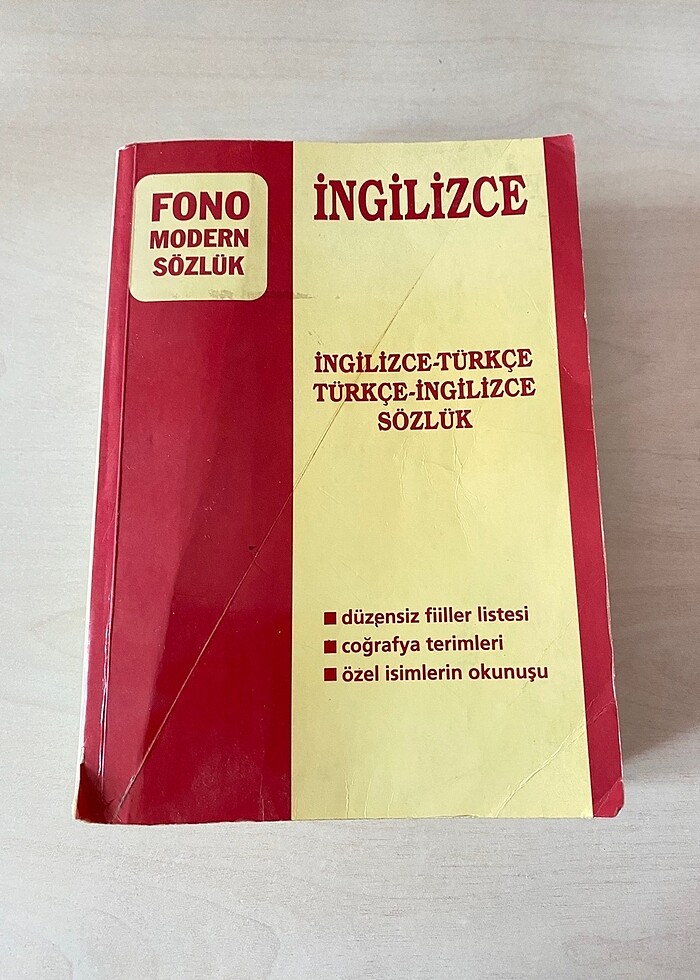 FONO
MODERN
SÖZLÜK
İNGİLİZCE
İNGİLİZCE-TÜRKÇE
TÜRKÇE-İNGİLİZCE
SÖZLÜK
■ düzensiz fiiller listesi
■ coğrafya terimleri
■ özel isimlerin okunuşu